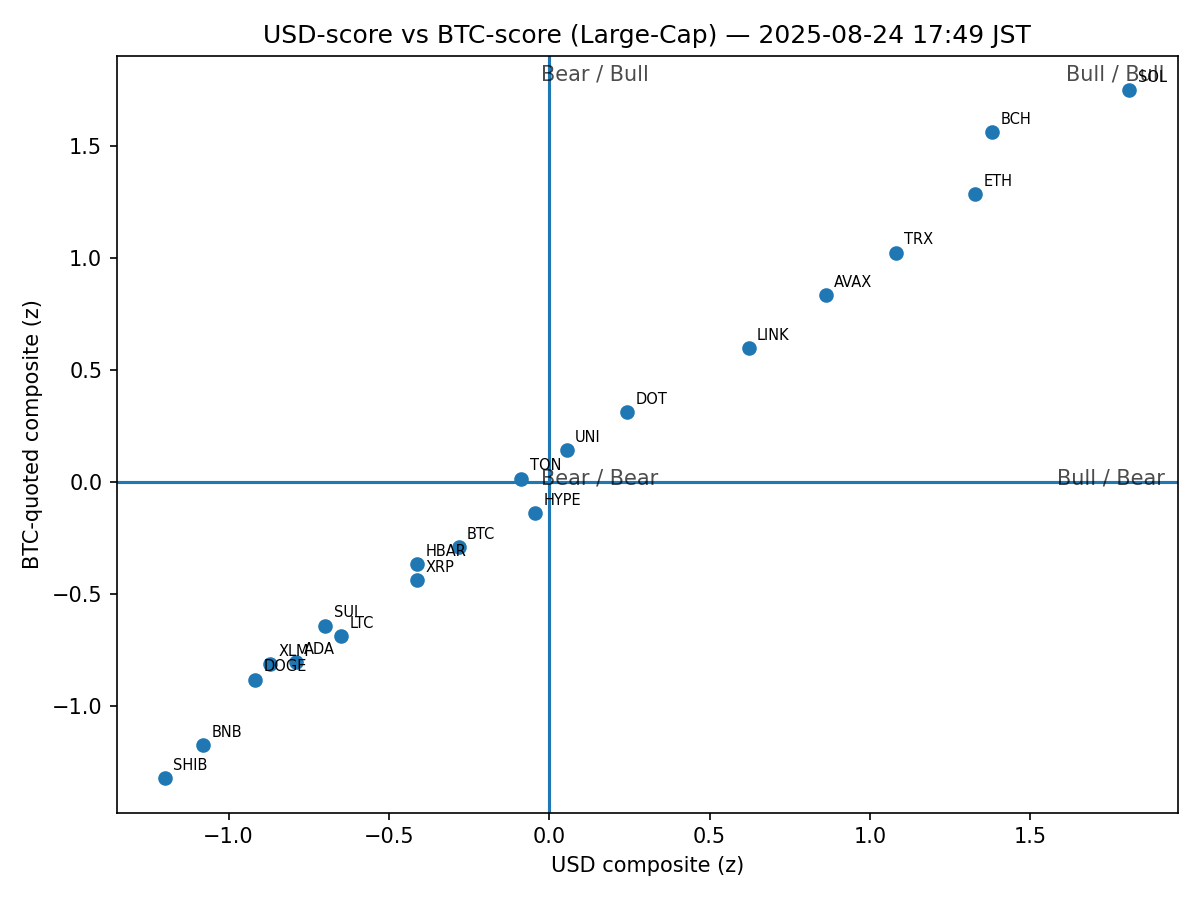 USD-score vs BTC-score (Large-Cap) — 2025-08-24 17:49 JST
Bear / Bull
Bull / Bull
SOL
BCH
ETH
TRX
AVAX
LINK
DOT
UNI
TON
Bear / Bear
Bull / Bear
HYPE
BTC
HBAR
XRP
SUI
LTC
XLM
ADA
DOGE
BNB
SHIB
1.5
1.0
0.5
0.0
−0.5
−1.0
BTC-quoted composite (z)
−1.0
−0.5
0.0
0.5
1.0
1.5
USD composite (z)